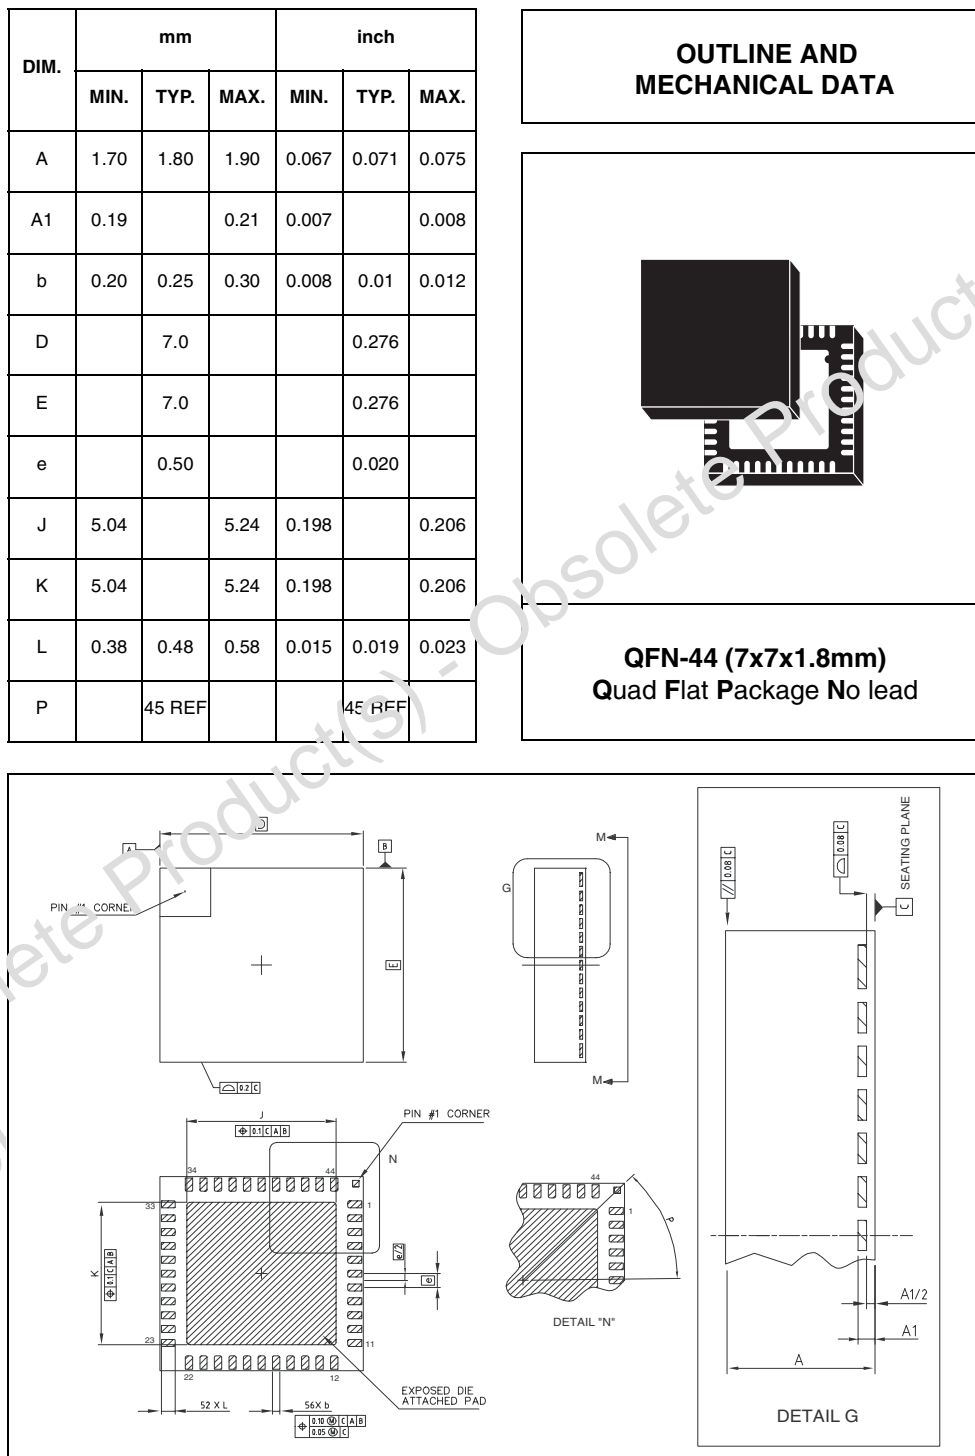 DIM. mm inch
MIN. TYP. MAX. MIN. TYP. MAX.
A 1.70 1.80 1.90 0.067 0.071 0.075
A1 0.19 0.21 0.007 0.008
b 0.20 0.25 0.30 0.008 0.01 0.012
D 7.0 0.276
E 7.0 0.276
e 0.50 0.020
J 5.04 5.24 0.198 0.206
K 5.04 5.24 0.198 0.206
L 0.38 0.48 0.58 0.015 0.019 0.023
P 45 REF 45 REF
OUTLINE AND
MECHANICAL DATA
QFN-44 (7x7x1.8mm)
Quad Flat Package No lead
Obsolete Product(s) - Obsolete Product
D
A
B
PIN #1 CORNER
E
0.2 C
M
G
M
// 0.08 C
0.08 C
C SEATING PLANE
A1/2
A1
A
DETAIL G
J
0.1 C A B
PIN #1 CORNER
N
34
44
33
1
K
0.1 C A B
e/2
e
23
11
22
12
52 X L
56X b
0.10 M C A B
0.05 M C
EXPOSED DIE
ATTACHED PAD
44
1
P
DETAIL "N"